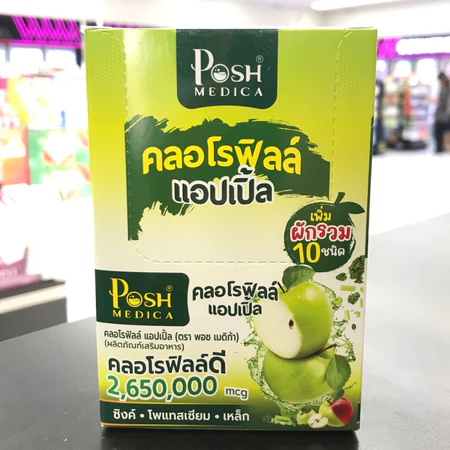 POSH®
MEDICA
คลอโรฟิลล์
แอปเปิ้ล
เพิ่ม
ผักรวม
10ชนิด
POSH®
MEDICA
คลอโรฟิลล์
แอปเปิ้ล
คลอโรฟิลล์ แอปเปิ้ล (ตรา พอช เมดิก้า)
(ผลิตภัณฑ์เสริมอาหาร)
คลอโรฟิลล์ดี
2,650,000 mcg
ซิงค์ • โพแทสเซียม • เหล็ก